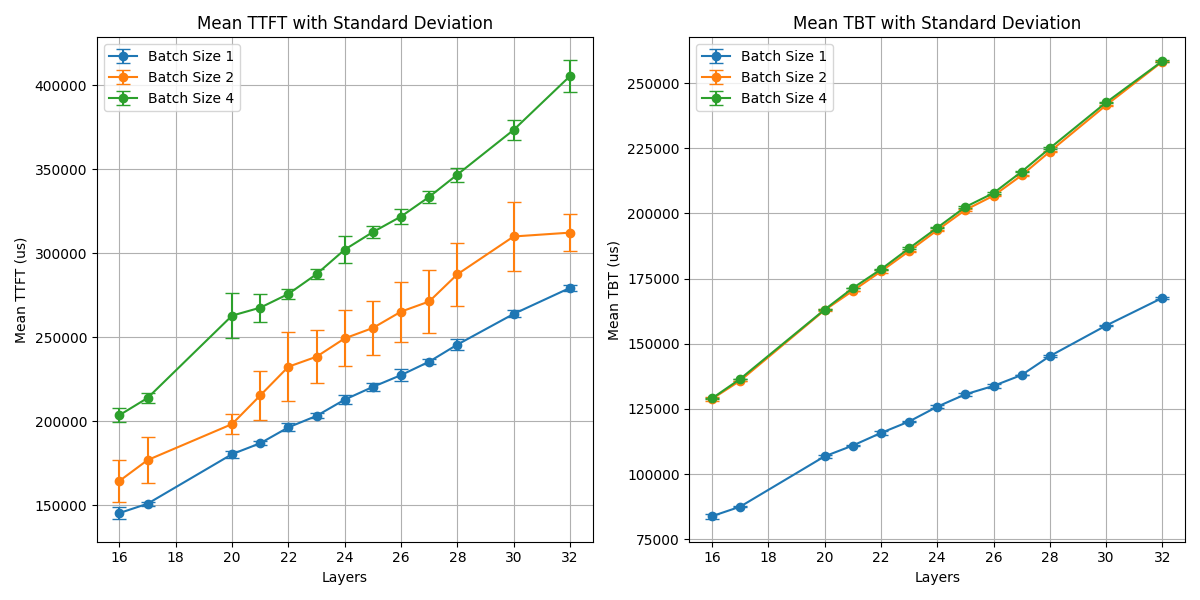 Mean TTFT with Standard Deviation
Batch Size 1
Batch Size 2
Batch Size 4
400000
350000
300000
250000
200000
150000
Mean TTFT (us)
16 18 20 22 24 26 28 30 32
Layers
Mean TBT with Standard Deviation
Batch Size 1
Batch Size 2
Batch Size 4
250000
225000
200000
175000
150000
125000
100000
75000
Mean TBT (us)
16 18 20 22 24 26 28 30 32
Layers